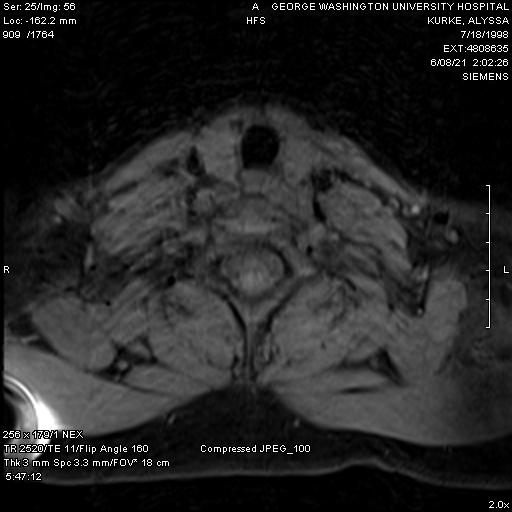 Ser: 25/Img: 56
Loc: -162.2 mm
909 /1764
A
HFS
GEORGE WASHINGTON UNIVERSITY HOSPITAL
KURKE, ALYSSA
7/18/1998
EXT:4808635
6/08/21 2:02:26
SIEMENS
R
L
256 x 179/1 NEX
TR 2520/TE 11/Flip Angle 160
Thk 3 mm Spc 3.3 mm/FOV* 18 cm
5:47:12
Compressed JPEG_100
2.0x